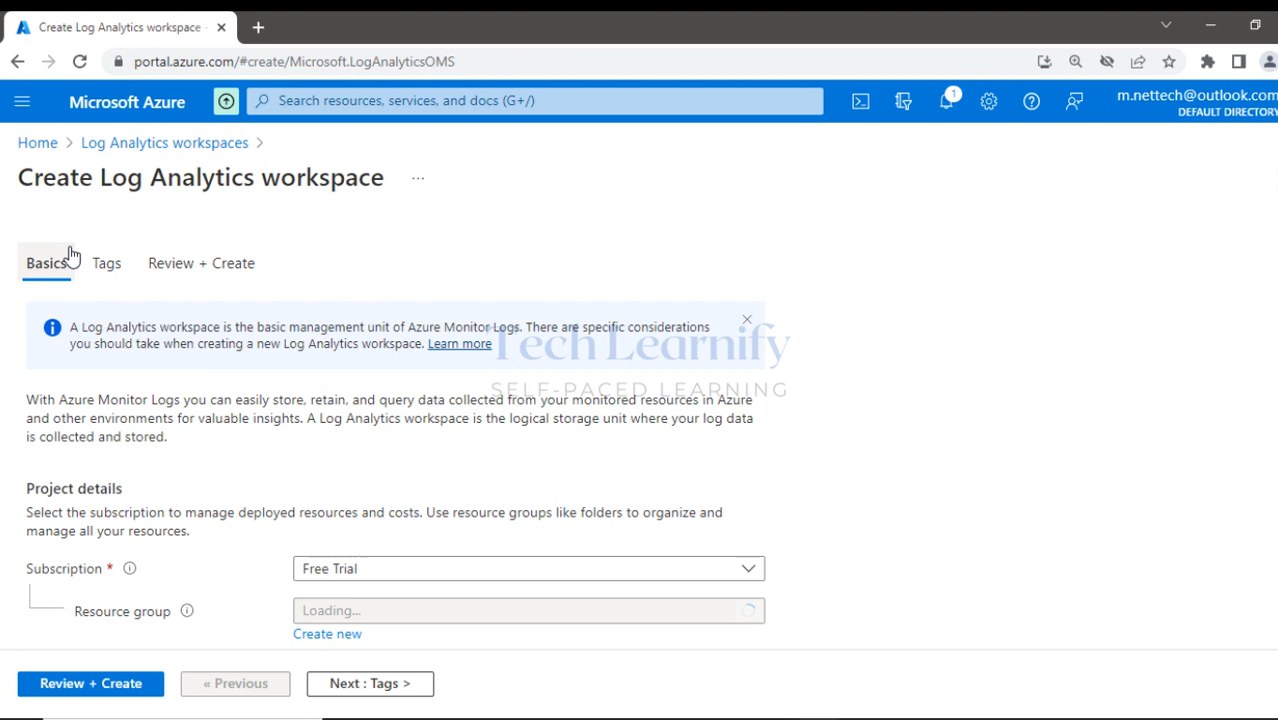 Create Log Analytics workspace
portal.azure.com/#create/Microsoft.LogAnalyticsOMS
Microsoft Azure
Search resources, services, and docs (G+/)
1
m.nettech@outlook.com
DEFAULT DIRECTORY
Home > Log Analytics workspaces >
Create Log Analytics workspace ...
Basics Tags Review + Create
A Log Analytics workspace is the basic management unit of Azure Monitor Logs. There are specific considerations
you should take when creating a new Log Analytics workspace. Learn more
Tech Learnify
SELF-PACED LEARNING
With Azure Monitor Logs you can easily store, retain, and query data collected from your monitored resources in Azure
and other environments for valuable insights. A Log Analytics workspace is the logical storage unit where your log data
is collected and stored.
Project details
Select the subscription to manage deployed resources and costs. Use resource groups like folders to organize and
manage all your resources.
Subscription * Free Trial
Resource group Loading...
Create new
Review + Create « Previous Next : Tags >